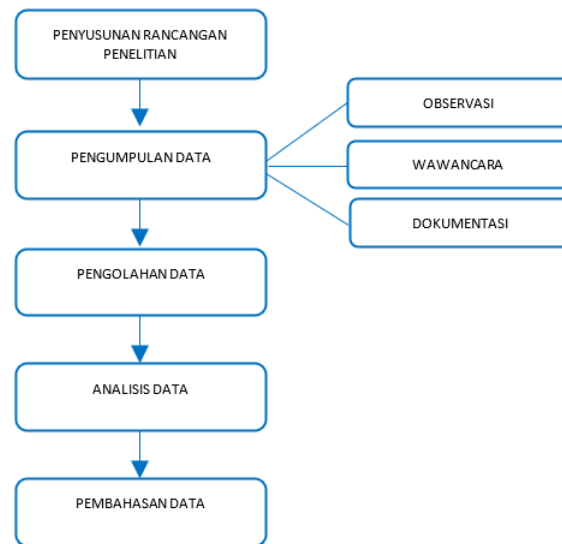 PENYUSUNAN RANCANGAN
PENELITIAN
PENGUMPULAN DATA
OBSERVASI
WAWANCARA
DOKUMENTASI
PENGOLAHAN DATA
ANALISIS DATA
PEMBAHASAN DATA